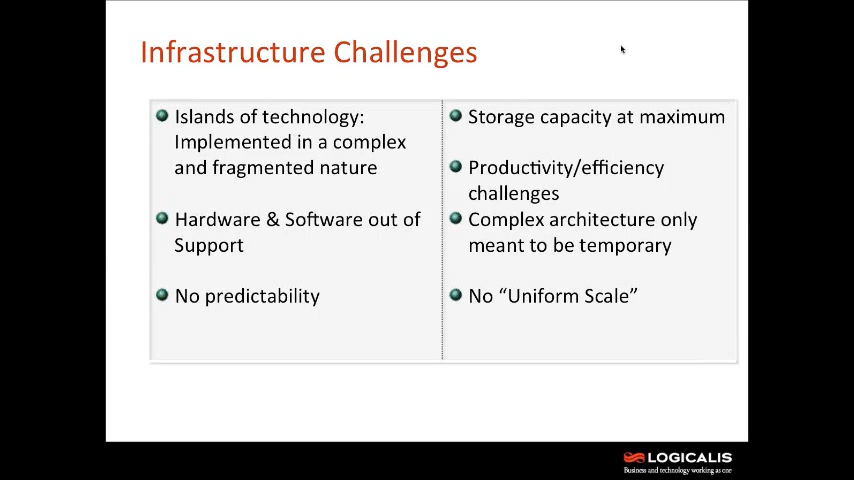 Infrastructure Challenges
Islands of technology:
Implemented in a complex
and fragmented nature
Hardware & Software out of
Support
No predictability
Storage capacity at maximum
Productivity/efficiency
challenges
Complex architecture only
meant to be temporary
No “Uniform Scale”
LOGICALIS
Business and technology working as one